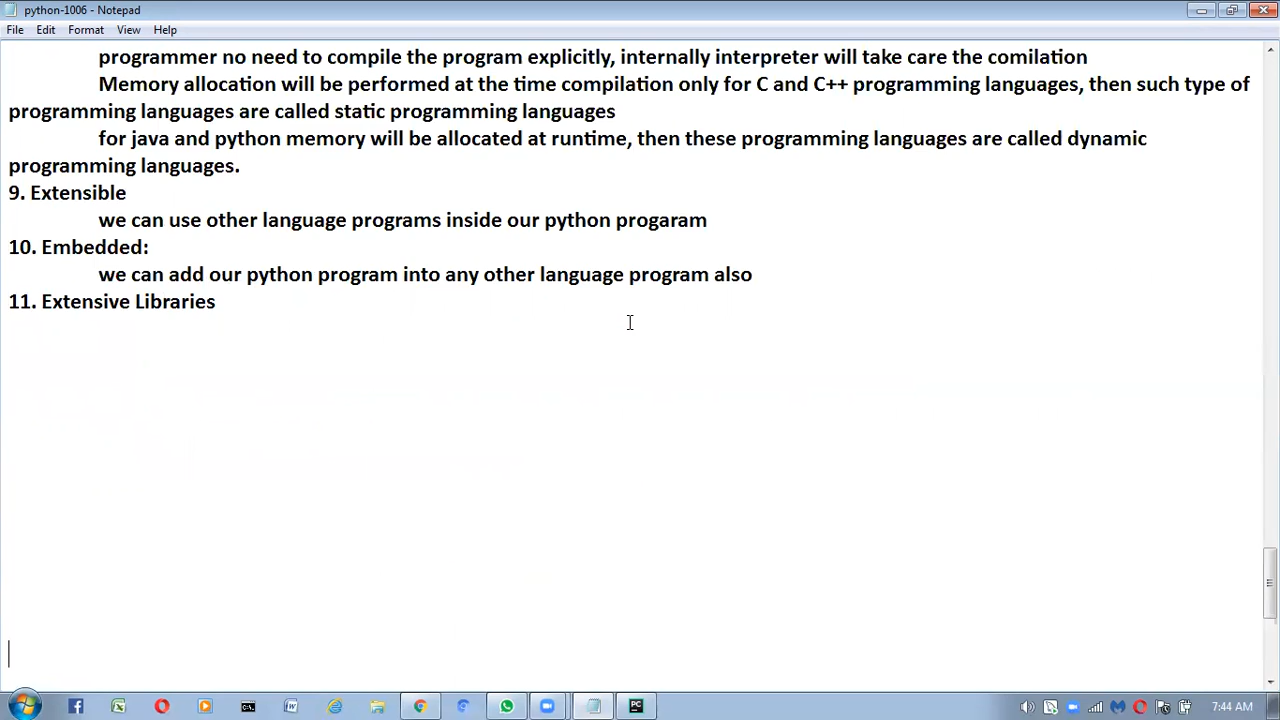 python-1006 - Notepad
File Edit Format View Help
programmer no need to compile the program explicitly, internally interpreter will take care the comilation
Memory allocation will be performed at the time compilation only for C and C++ programming languages, then such type of
programming languages are called static programming languages
for java and python memory will be allocated at runtime, then these programming languages are called dynamic
programming languages.
9. Extensible
we can use other language programs inside our python progaram
10. Embedded:
we can add our python program into any other language program also
11. Extensive Libraries
7:44 AM